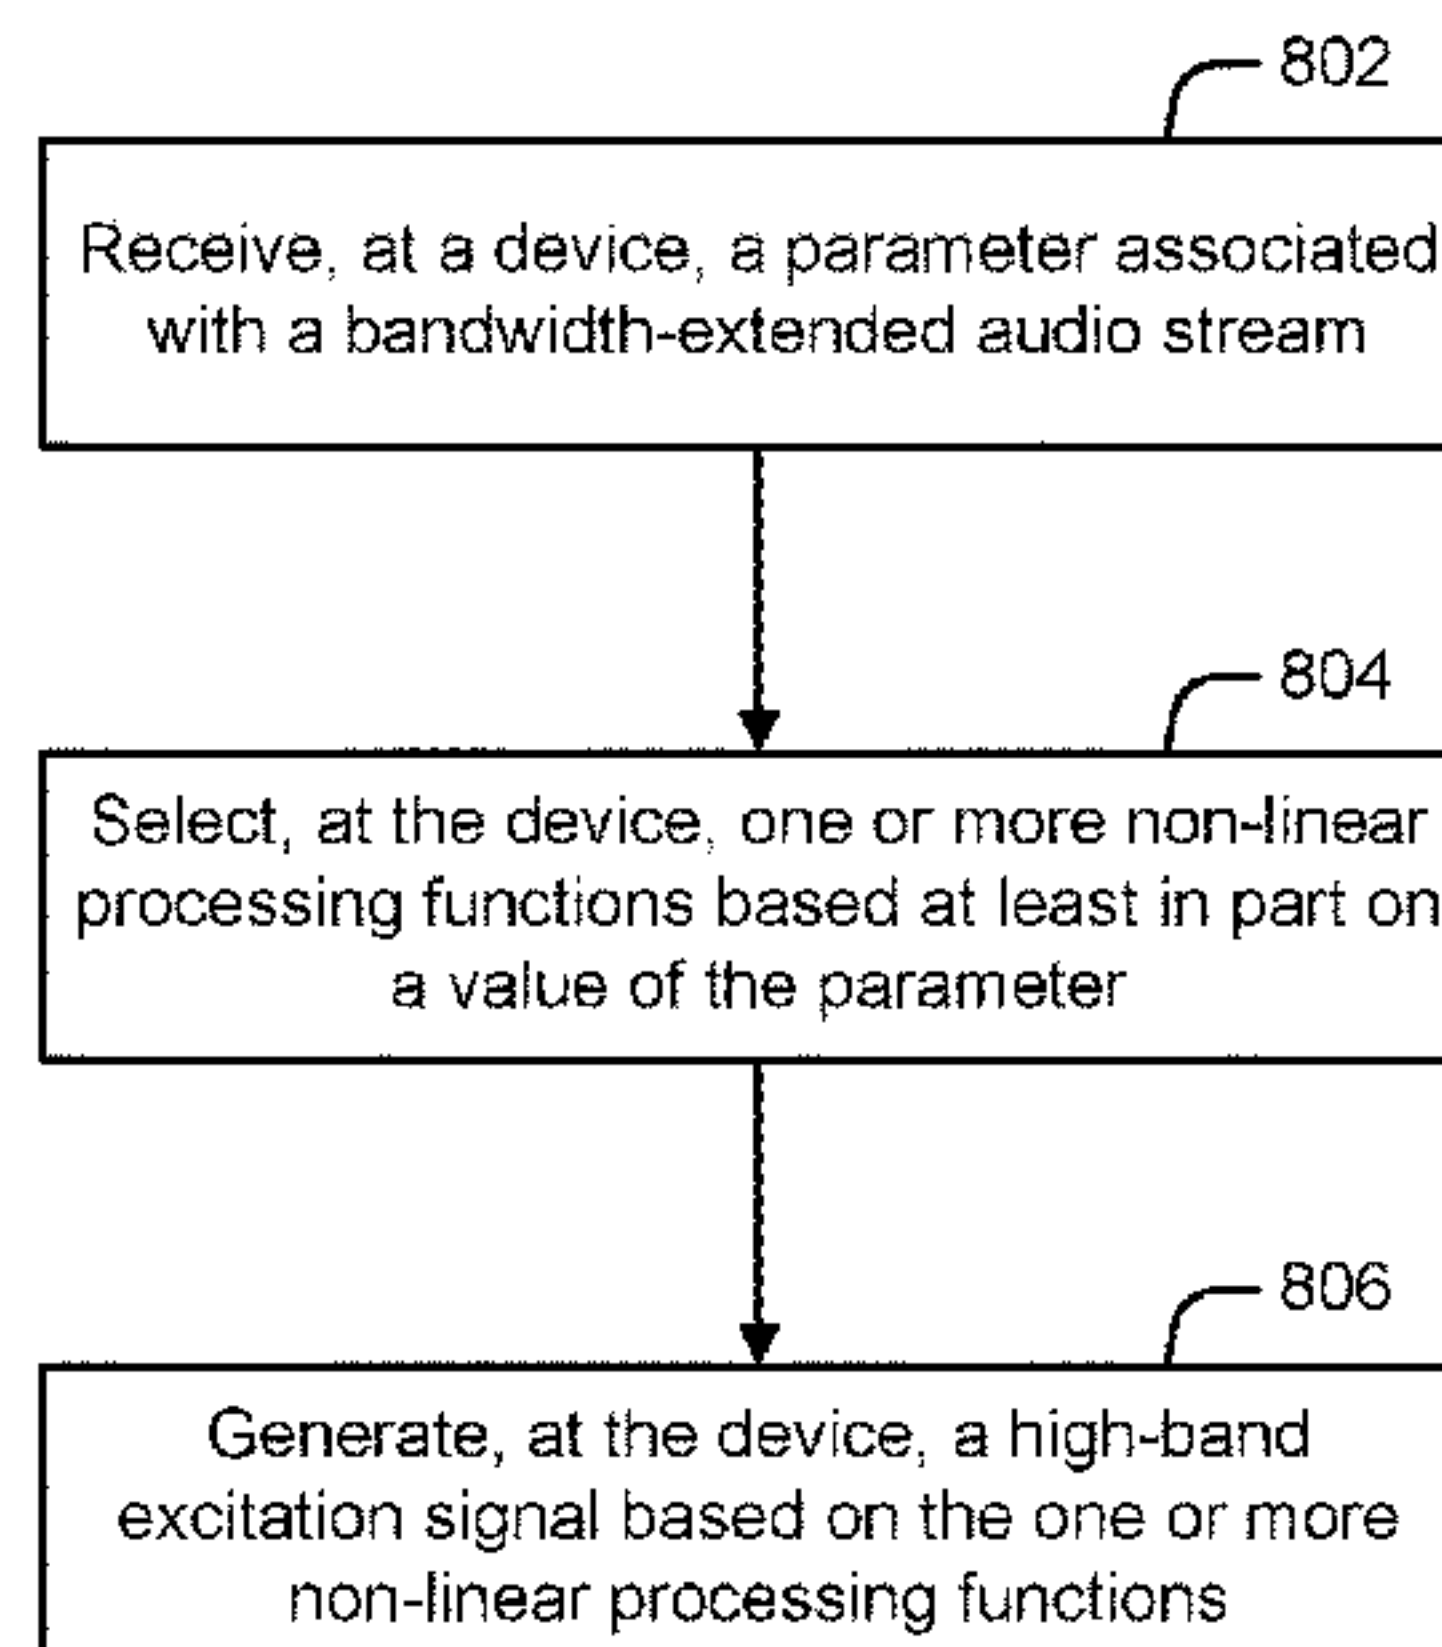 802
Receive, at a device, a parameter associated
with a bandwidth-extended audio stream
804
Select, at the device, one or more non-linear
processing functions based at least in part on
a value of the parameter
806
Generate, at the device, a high-band
excitation signal based on the one or more
non-linear processing functions